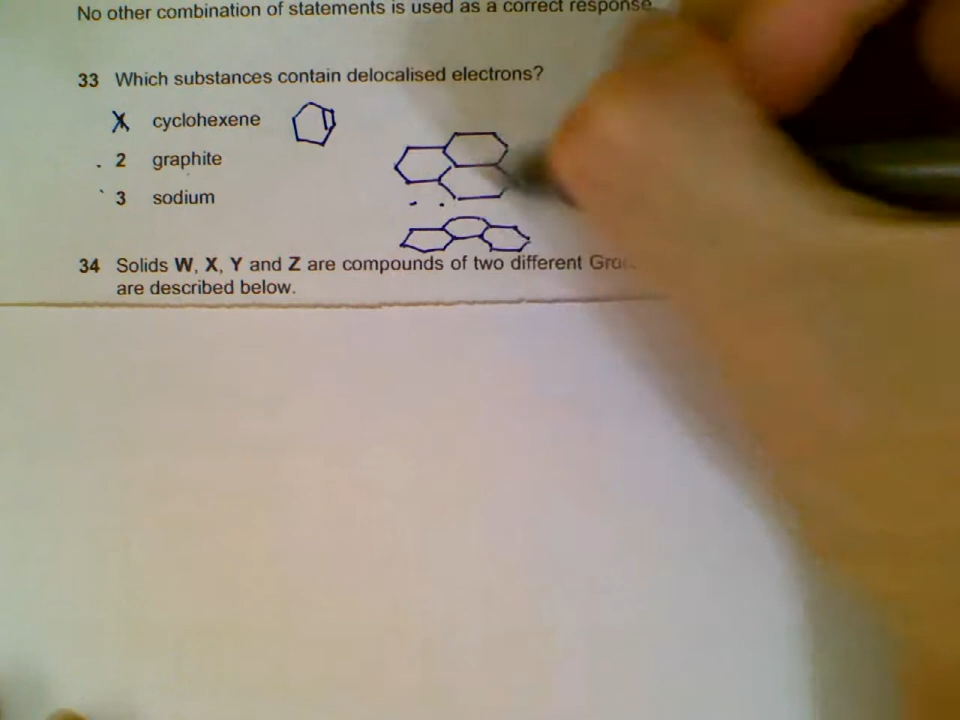 No other combination of statements is used as a correct response.
33 Which substances contain delocalised electrons?
cyclohexene
2 graphite
3 sodium
34 Solids W, X, Y and Z are compounds of two different
are described below.